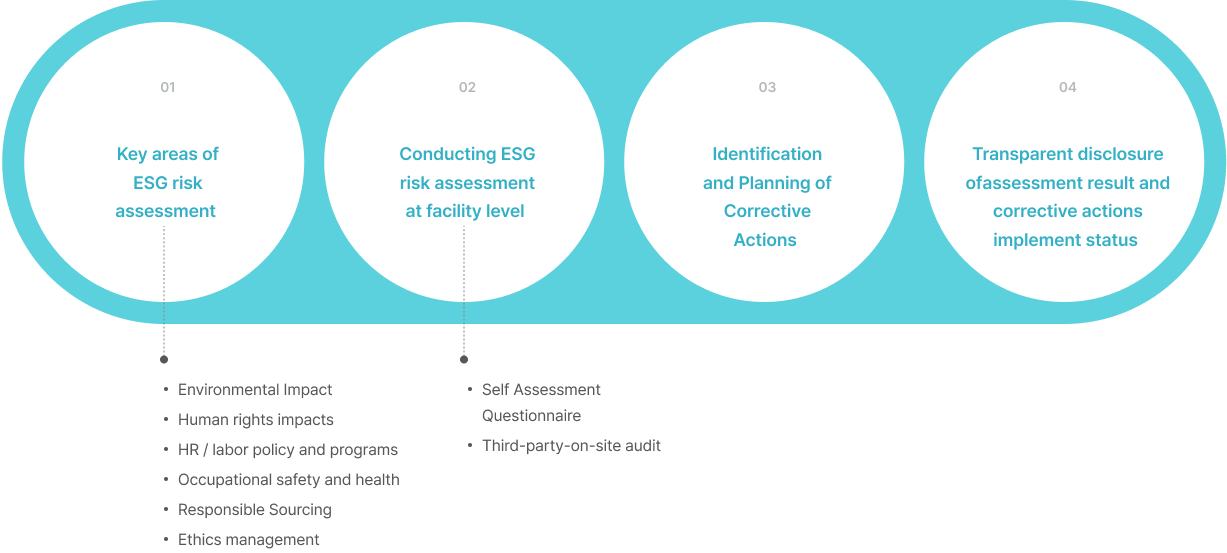 01
Key areas of
ESG risk
assessment
02
Conducting ESG
risk assessment
at facility level
03
Identification
and Planning of
Corrective
Actions
04
Transparent disclosure
ofassessment result and
corrective actions
implement status
• Environmental Impact
• Human rights impacts
• HR / labor policy and programs
• Occupational safety and health
• Responsible Sourcing
• Ethics management
• Self Assessment
Questionnaire
• Third-party-on-site audit